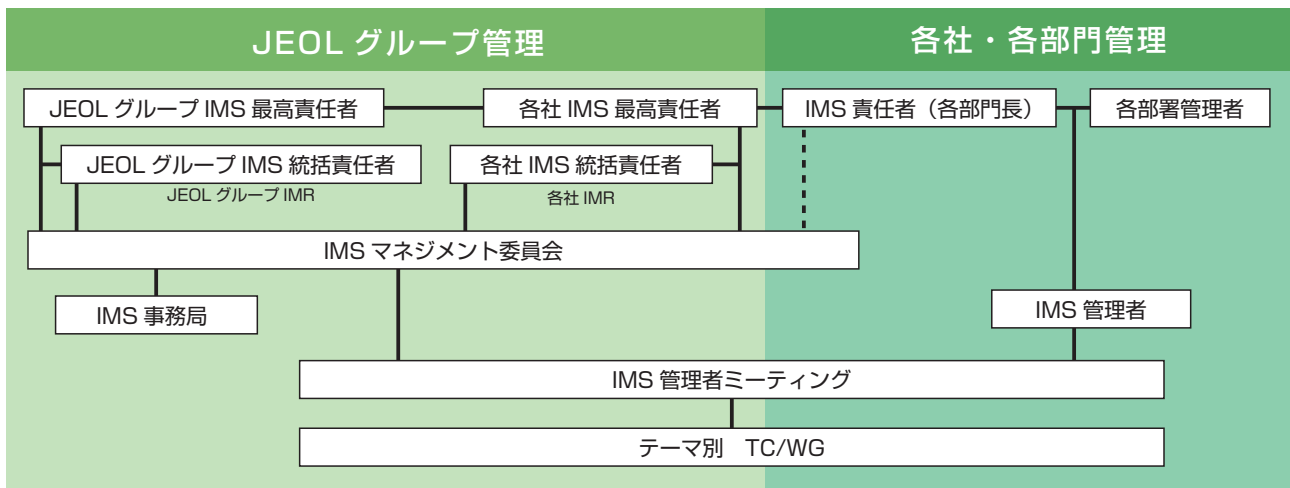 JEOL グループ管理
各社・各部門管理
JEOL グループ IMS 最高責任者
各社 IMS 最高責任者
IMS 責任者（各部門長）
各部署管理者
JEOL グループ IMS 統括責任者
各社 IMS 統括責任者
JEOL グループ IMR
各社 IMR
IMS マネジメント委員会
IMS 事務局
IMS 管理者
IMS 管理者ミーティング
テーマ別　TC/WG